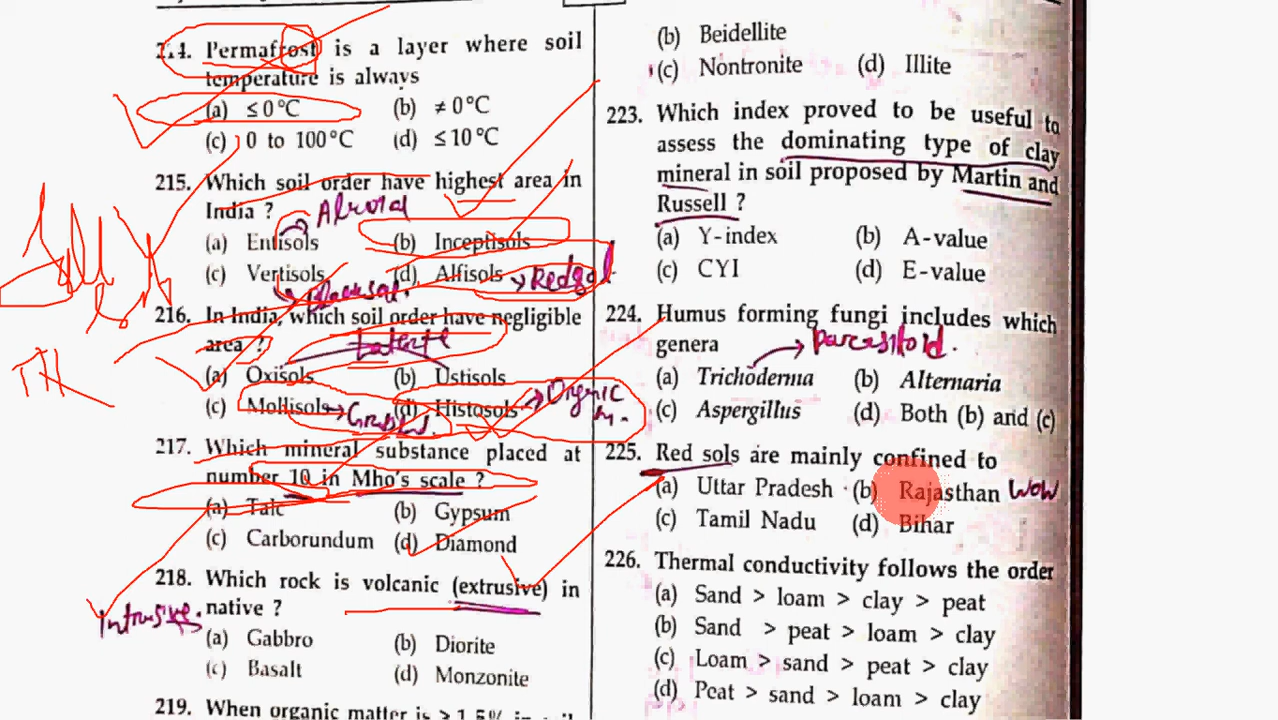 214. Permafrost is a layer where soil
temperature is always
(a) ≤ 0°C (b) ≠ 0°C
(c) 0 to 100°C (d) ≤ 10°C
215. Which soil order have highest area in
India ?
(a) Entisols (b) Inceptisols
(c) Vertisols (d) Alfisols
216. In India, which soil order have negligible
area ?
(a) Oxisols (b) Ustisols
(c) Mollisols (d) Histosols
Organic
217. Which mineral substance placed at
number 10 in Mho's scale ?
(a) Talc (b) Gypsum
(c) Carborundum (d) Diamond
218. Which rock is volcanic (extrusive) in
Intrusive. native ?
(a) Gabbro (b) Diorite
(c) Basalt (d) Monzonite
219. When organic matter is > 1.5% in soil
(b) Beidellite
(c) Nontronite (d) Illite
223. Which index proved to be useful to
assess the dominating type of clay
mineral in soil proposed by Martin and
Russell ?
(a) Y-index (b) A-value
(c) CYI (d) E-value
224. Humus forming fungi includes which
genera
(a) Trichoderma (b) Alternaria
(c) Aspergillus (d) Both (b) and (c)
225. Red sols are mainly confined to
(a) Uttar Pradesh (b) Rajasthan wow
(c) Tamil Nadu (d) Bihar
226. Thermal conductivity follows the order
(a) Sand > loam > clay > peat
(b) Sand > peat > loam > clay
(c) Loam > sand > peat > clay
(d) Peat > sand > loam > clay